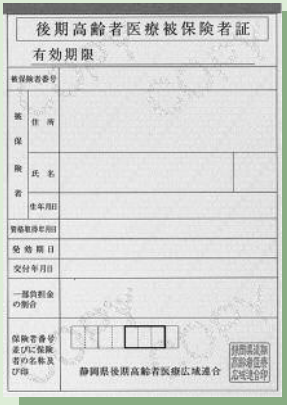 後期高齢者医療被保険者証
有効期限
被保険者番号
被保険者
住所
氏名
生年月日
資格取得年月日
発効期日
交付年月日
一部負担金
の割合
保険者番号
並びに保険
者の名称及
び印
静岡県後期高齢者医療広域連合